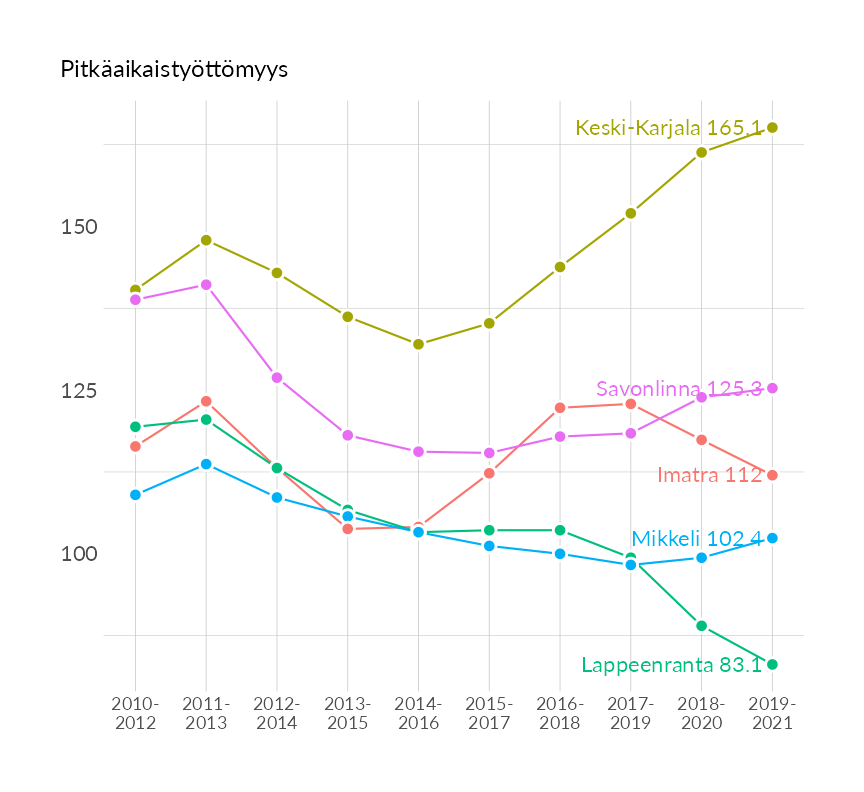 Pitkäaikaistyöttömyys
Keski-Karjala 165.1
150
125
Savonlinna 125.3
Imatra 112
Mikkeli 102.4
100
Lappeenranta 83.1
2010- 2011- 2012- 2013- 2014- 2015- 2016- 2017- 2018- 2019-
2012 2013 2014 2015 2016 2017 2018 2019 2020 2021